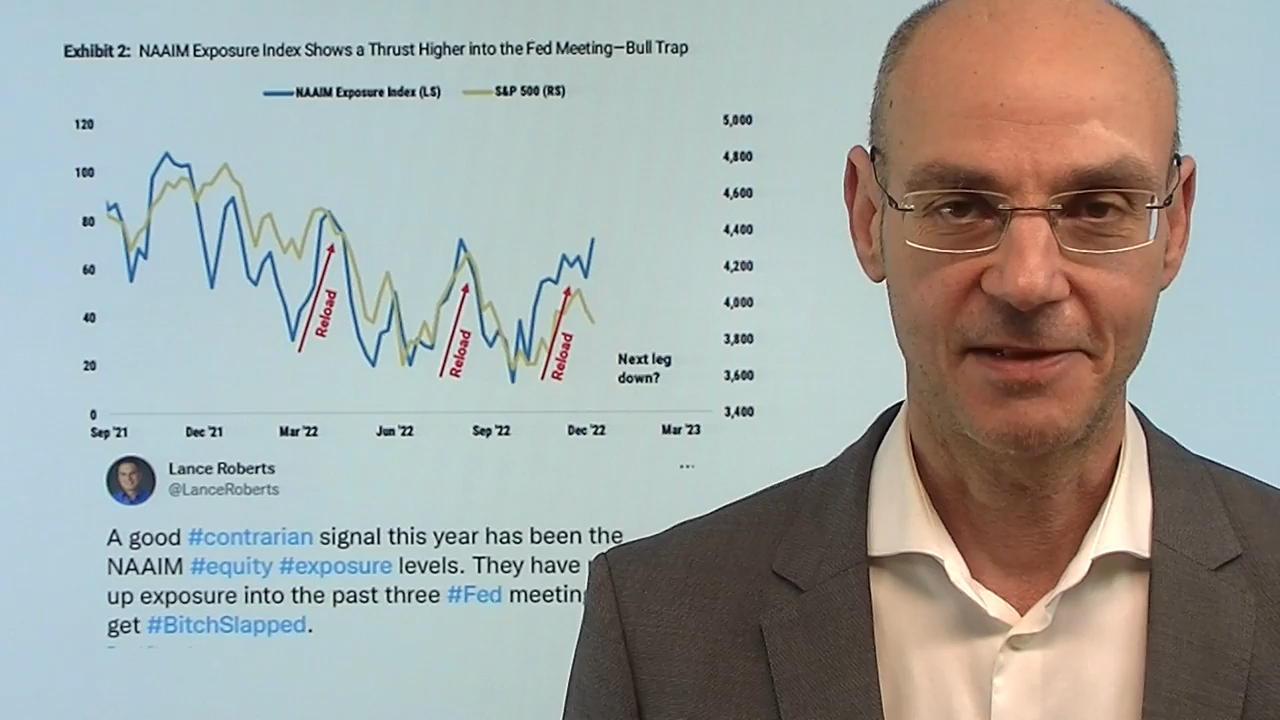 Exhibit 2: NAAIM Exposure Index Shows a Thrust Higher into the Fed Meeting—Bull Trap
NAAIM Exposure Index (LS) S&P 500 (RS)
120
100
80
60
40
20
0
5,000
4,800
4,600
4,400
4,200
4,000
3,800
3,600
3,400
Reload
Reload
Reload
Next leg
down?
Sep '21 Dec '21 Mar '22 Jun '22 Sep '22 Dec '22 Mar '23
Lance Roberts
@LanceRoberts
...
A good #contrarian signal this year has been the
NAAIM #equity #exposure levels. They have
up exposure into the past three #Fed meetin
get #BitchSlapped.